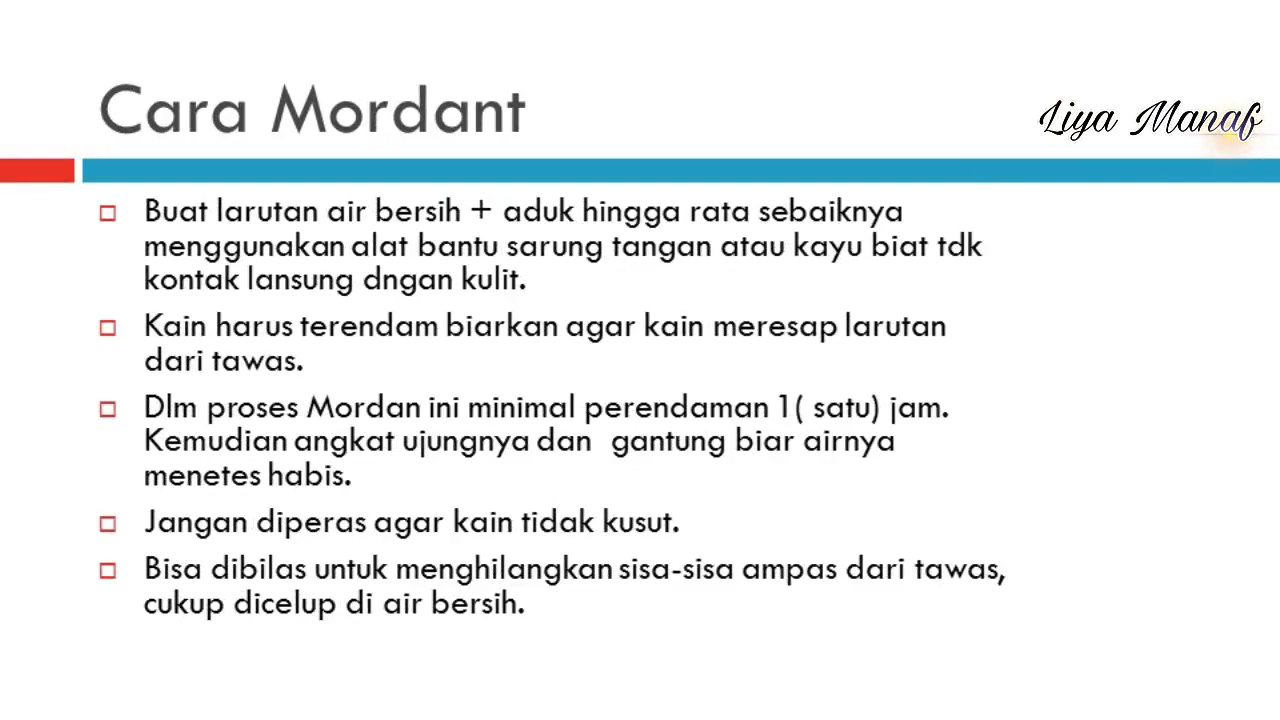 Cara Mordant
Liya Manaf
Buat larutan air bersih + aduk hingga rata sebaiknya
menggunakan alat bantu sarung tangan atau kayu biat tdk
kontak lansung dngan kulit.
Kain harus terendam biarkan agar kain meresap larutan
dari tawas.
Dlm proses Mordan ini minimal perendaman 1( satu) jam.
Kemudian angkat ujungnya dan gantung biar airnya
menetes habis.
Jangan diperas agar kain tidak kusut.
Bisa dibilas untuk menghilangkan sisa-sisa ampas dari tawas,
cukup dicelup di air bersih.